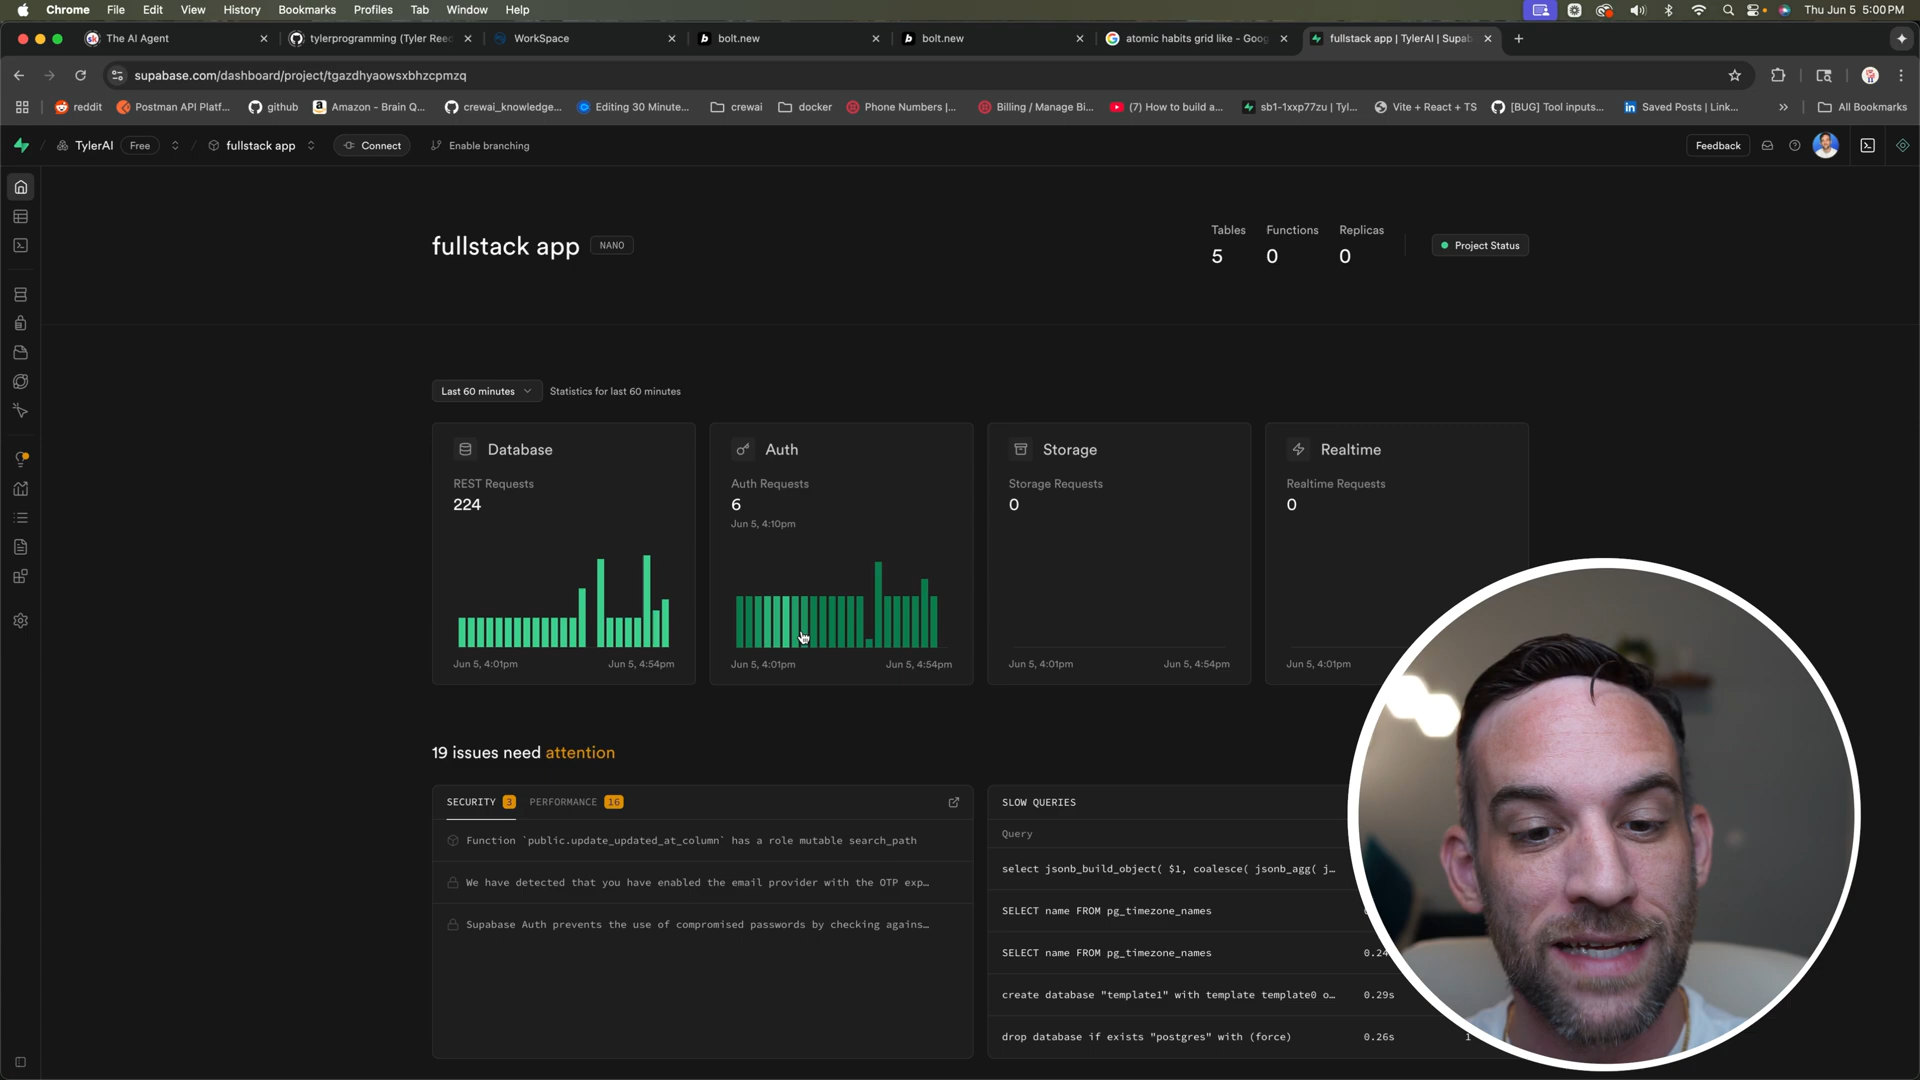 Chrome File Edit View History Bookmarks Profiles Tab Window Help Thu Jun 5 5:00 PM
The AI Agent tylerprogramming (Tyler Reed WorkSpace bolt.new bolt.new atomic habits grid like - Goog fullstack app | TylerAI | Supab
supabase.com/dashboard/project/tgazdhyaowsxbhzcpmzq
reddit Postman API Platf... github Amazon - Brain Q... crewai_knowledge... Editing 30 Minute... crewai docker Phone Numbers |... Billing / Manage Bi... (7) How to build a... sb1-1xxp77zu | Tyl... Vite + React + TS [BUG] Tool inputs... Saved Posts | Link... All Bookmarks
TylerAI Free fullstack app Connect Enable branching Feedback
Tables Functions Replicas
fullstack app NANO 5 0 0 Project Status
Last 60 minutes Statistics for last 60 minutes
Database Auth Storage Realtime
REST Requests Auth Requests Storage Requests Realtime Requests
224 6 0 0
Jun 5, 4:10pm
Jun 5, 4:01pm Jun 5, 4:54pm Jun 5, 4:01pm Jun 5, 4:54pm Jun 5, 4:01pm Jun 5, 4:54pm Jun 5, 4:01pm
19 issues need attention
SECURITY 3 PERFORMANCE 16 SLOW QUERIES
Query
Function `public.update_updated_at_column` has a role mutable search_path
We have detected that you have enabled the email provider with the OTP exp...
Supabase Auth prevents the use of compromised passwords by checking agains...
select jsonb_build_object( $1, coalesce( jsonb_agg( j...
SELECT name FROM pg_timezone_names
SELECT name FROM pg_timezone_names 0.24
create database "template1" with template template0 o... 0.29s
drop database if exists "postgres" with (force) 0.26s 1